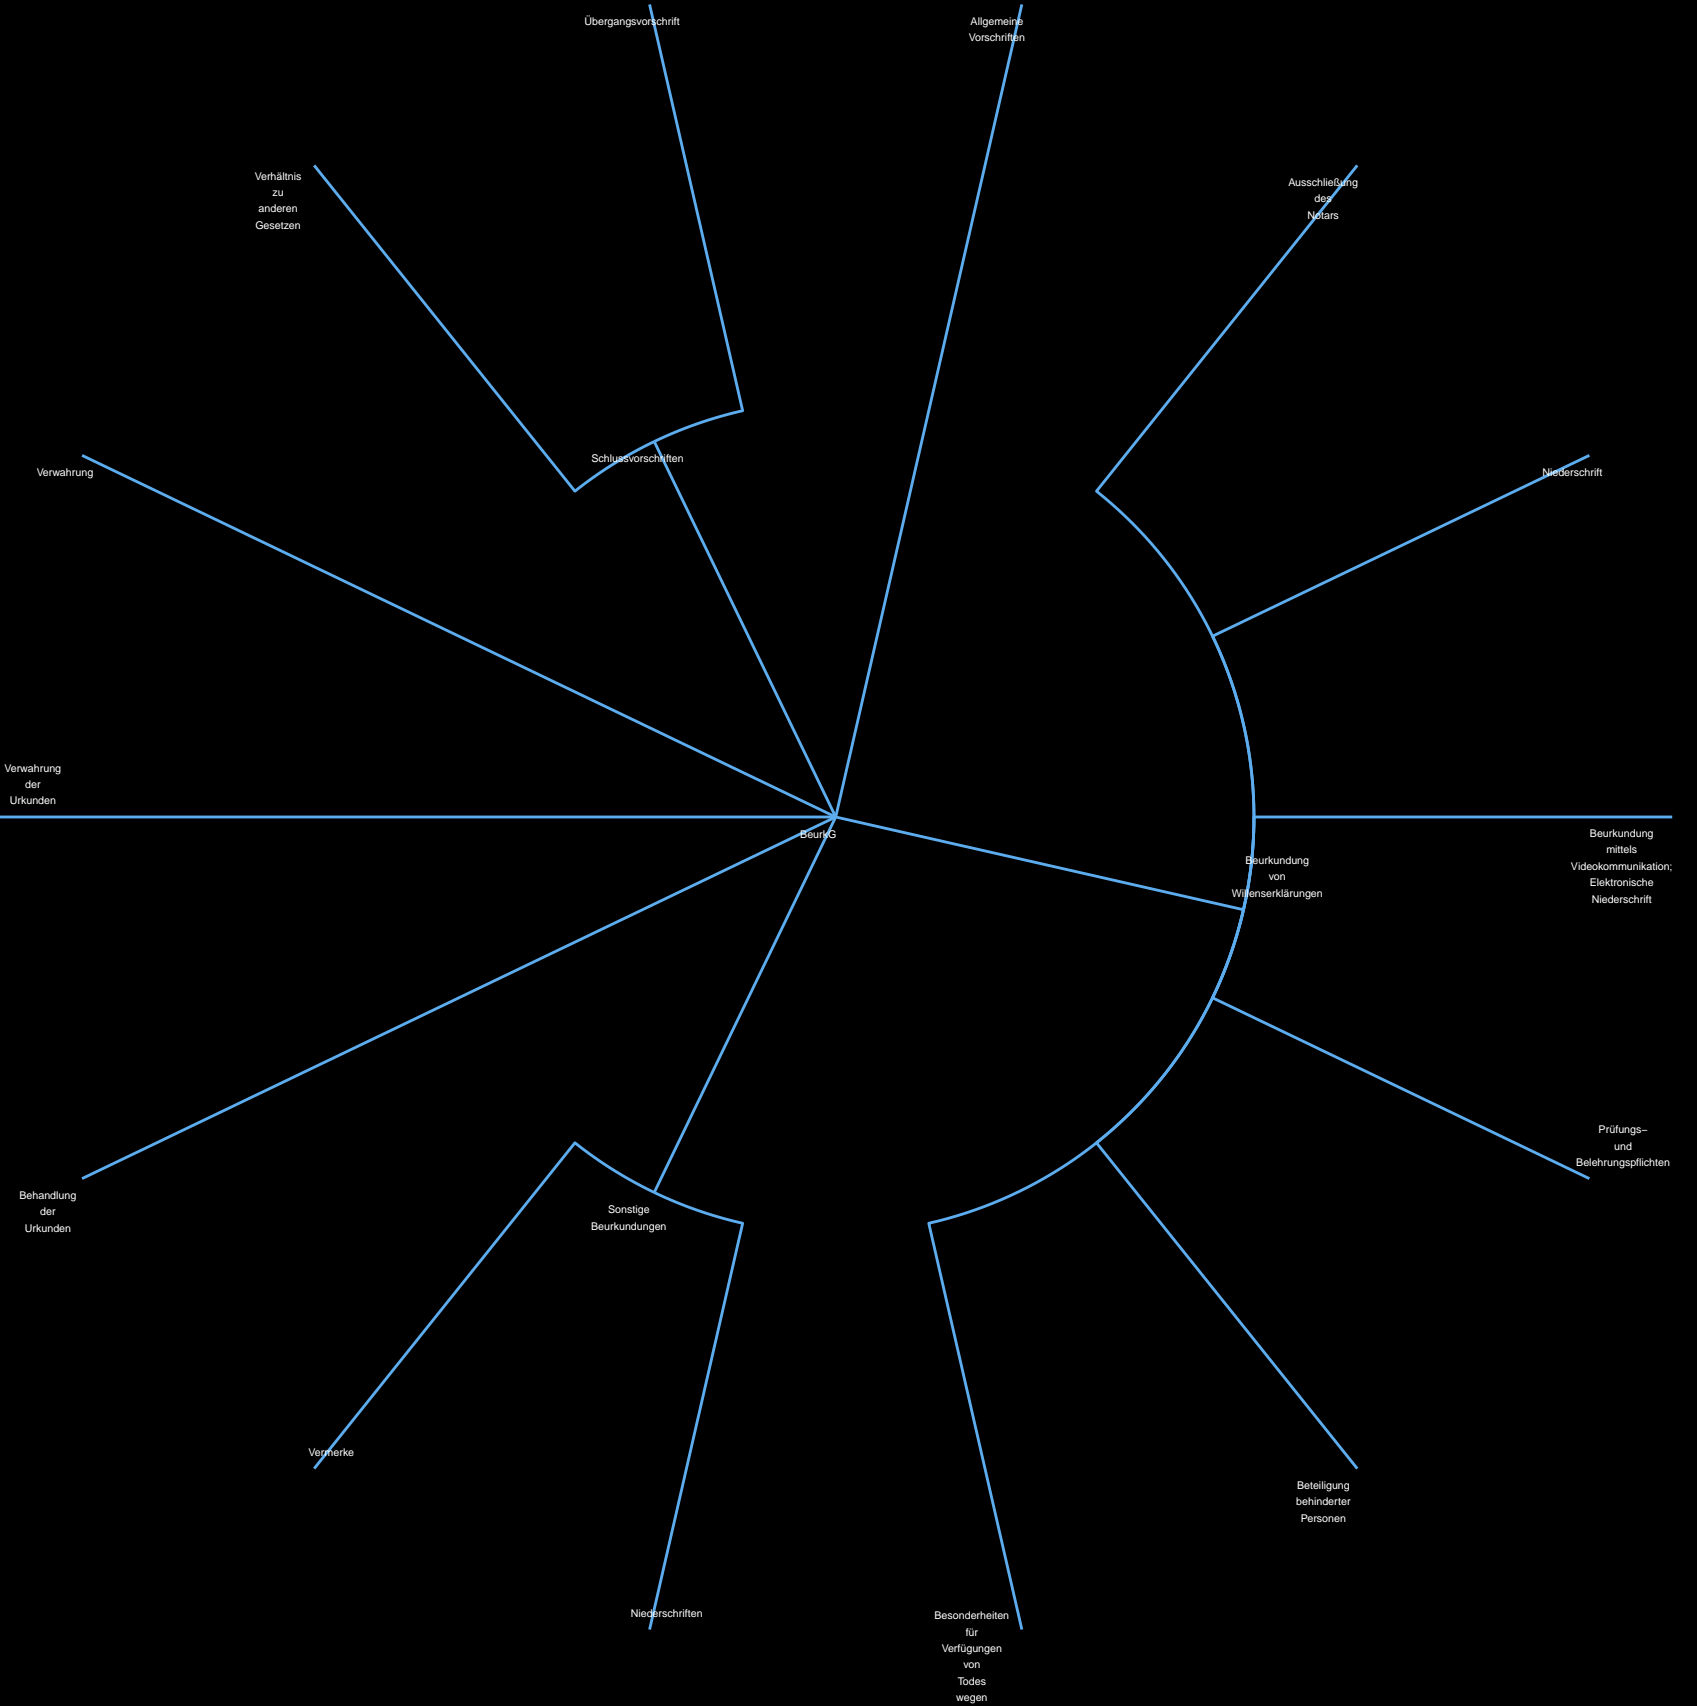 Übergangsvorschrift
Allgemeine
Vorschriften
Verhältnis
zu
anderen
Gesetzen
Ausschließung
des
Notars
Schlussvorschriften
Verwahrung
Niederschrift
Verwahrung
der
Urkunden
BeurkG
Beurkundung
von
Willenserklärungen
Beurkundung
mittels
Videokommunikation;
Elektronische
Niederschrift
Prüfungs–
und
Belehrungspflichten
Behandlung
der
Urkunden
Sonstige
Beurkundungen
Vermerke
Beteiligung
behinderter
Personen
Niederschriften
Besonderheiten
für
Verfügungen
von
Todes
wegen